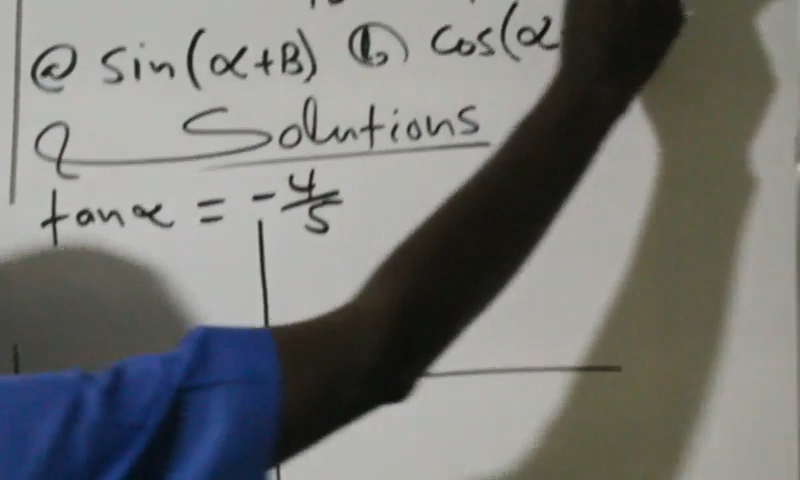 ⓐ sin(α+B) ⓑ cos(α
Solutions
tanα = -4/5